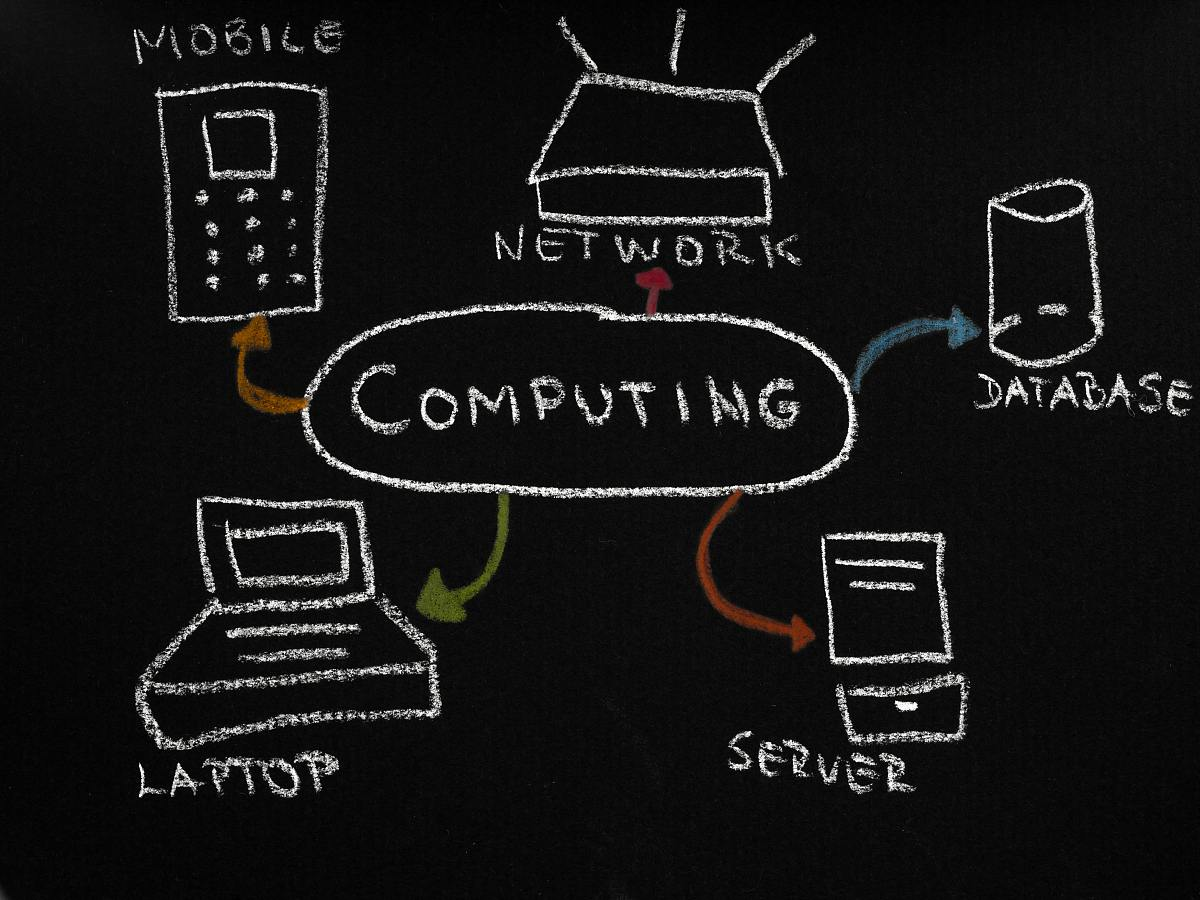 MOBILE
NETWORK
DATABASE
COMPUTING
LAPTOP
SERVER